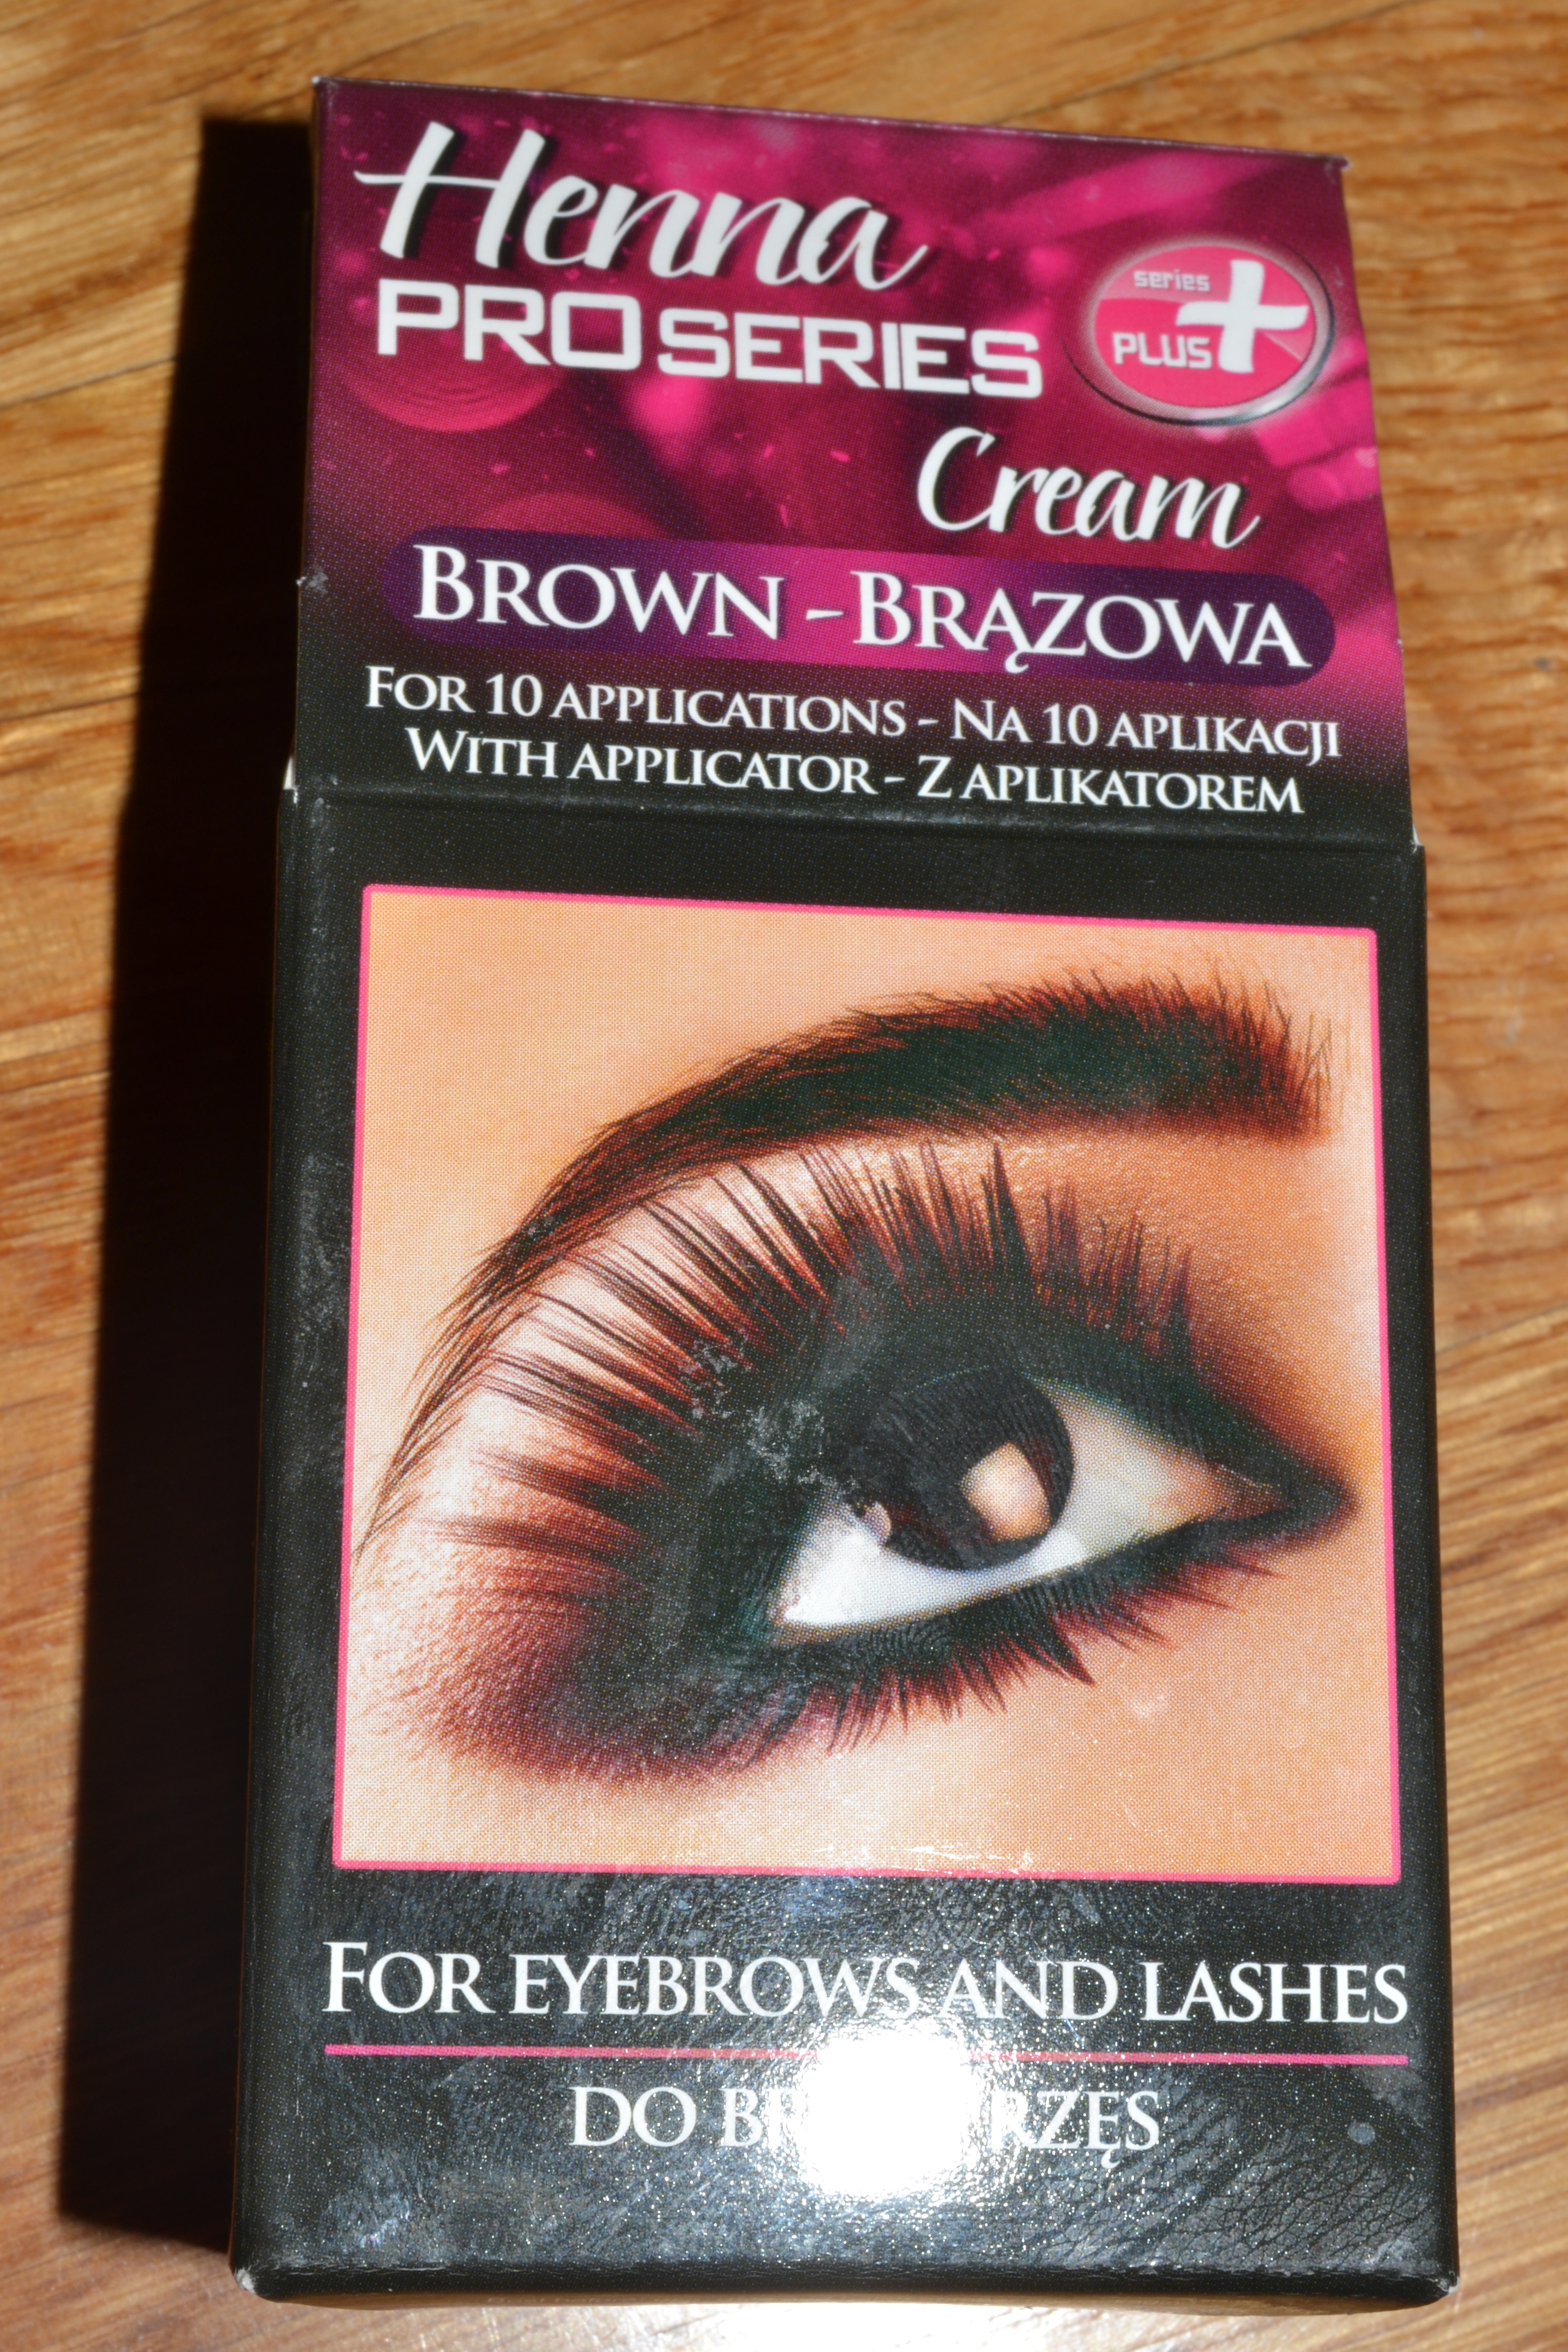 Henna
PRO SERIES
series
PLUS+
Cream
BROWN - BRĄZOWA
FOR 10 APPLICATIONS - NA 10 APLIKACJI
WITH APPLICATOR - Z APLIKATOREM
FOR EYEBROWS AND LASHES
DO